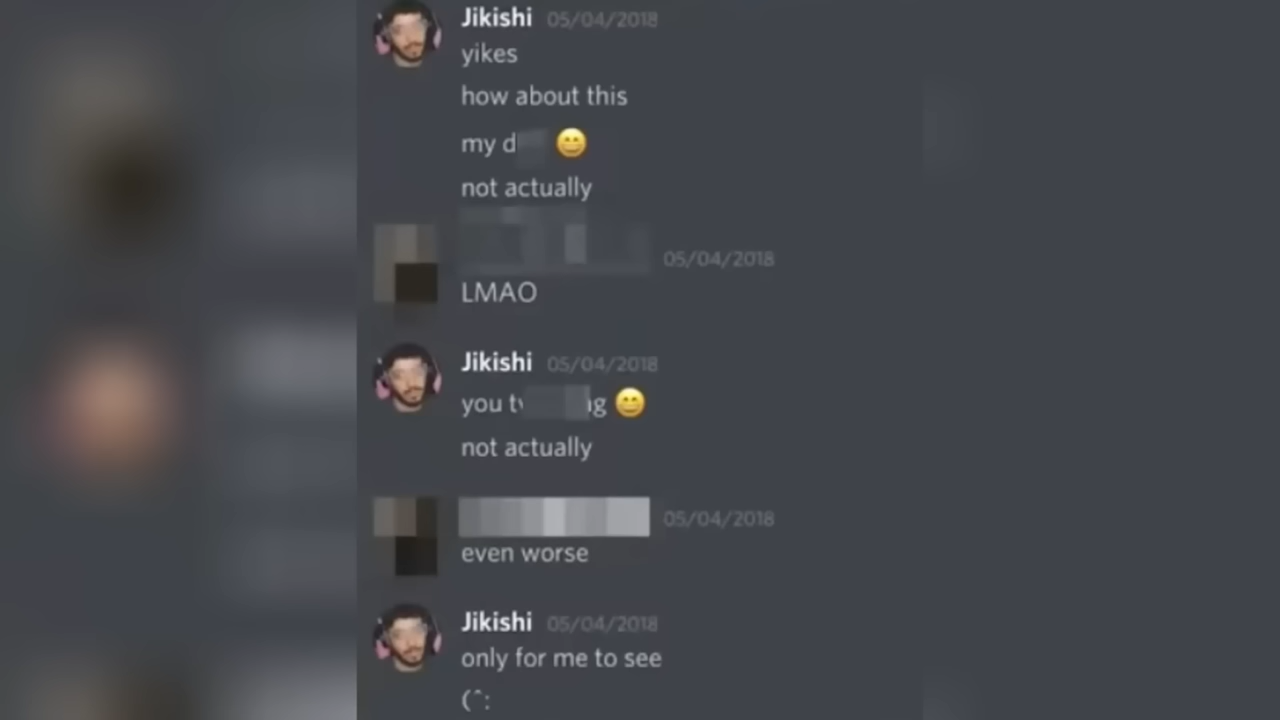 Jikishi 05/04/2018
yikes
how about this
my d 😄
not actually
05/04/2018
LMAO
Jikishi 05/04/2018
you 😄
not actually
05/04/2018
even worse
Jikishi 05/04/2018
only for me to see
(ˆ: